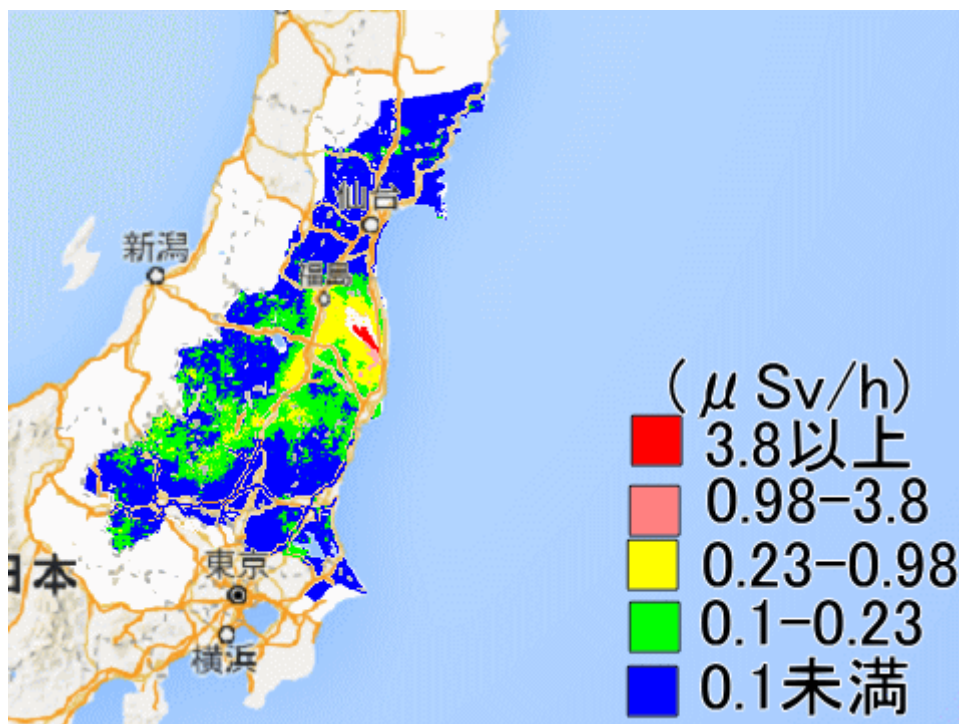 仙台
新潟
福島
(μSv/h)
3.8以上
0.98-3.8
0.23-0.98
0.1-0.23
0.1未満
東京
日本
横浜